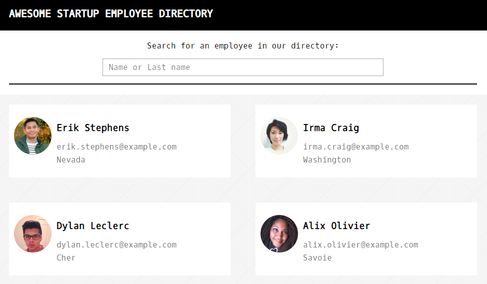 AWESOME STARTUP EMPLOYEE DIRECTORY
Search for an employee in our directory:
Name or Last name
Erik Stephens
erik.stephens@example.com
Nevada
Irma Craig
irma.craig@example.com
Washington
Dylan Leclerc
dylan.leclerc@example.com
Cher
Alix Olivier
alix.olivier@example.com
Savoie